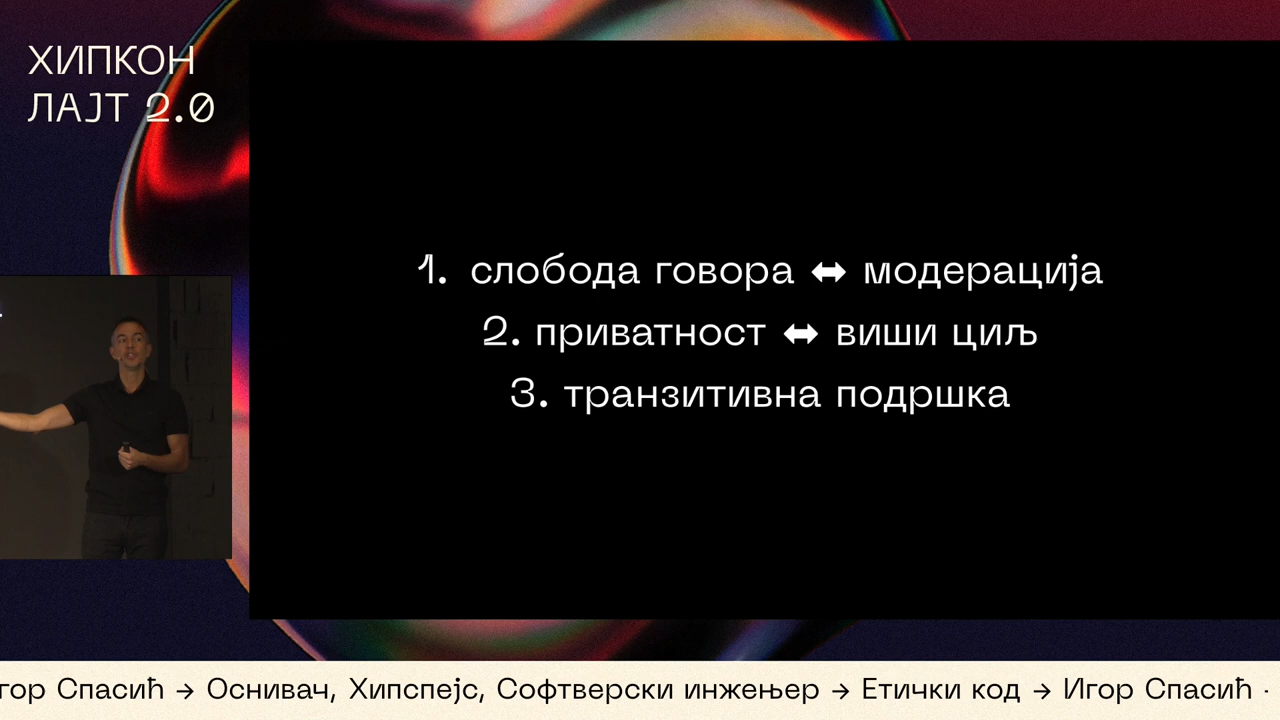 ХИПКОН
ЛАЈТ 2.0
1. слобода говора ⬌ модерација
2. приватност ⬌ виши циљ
3. транзитивна подршка
гор Спасић → Оснивач, Хипспејс, Софтверски инжењер → Етички код → Игор Спасић